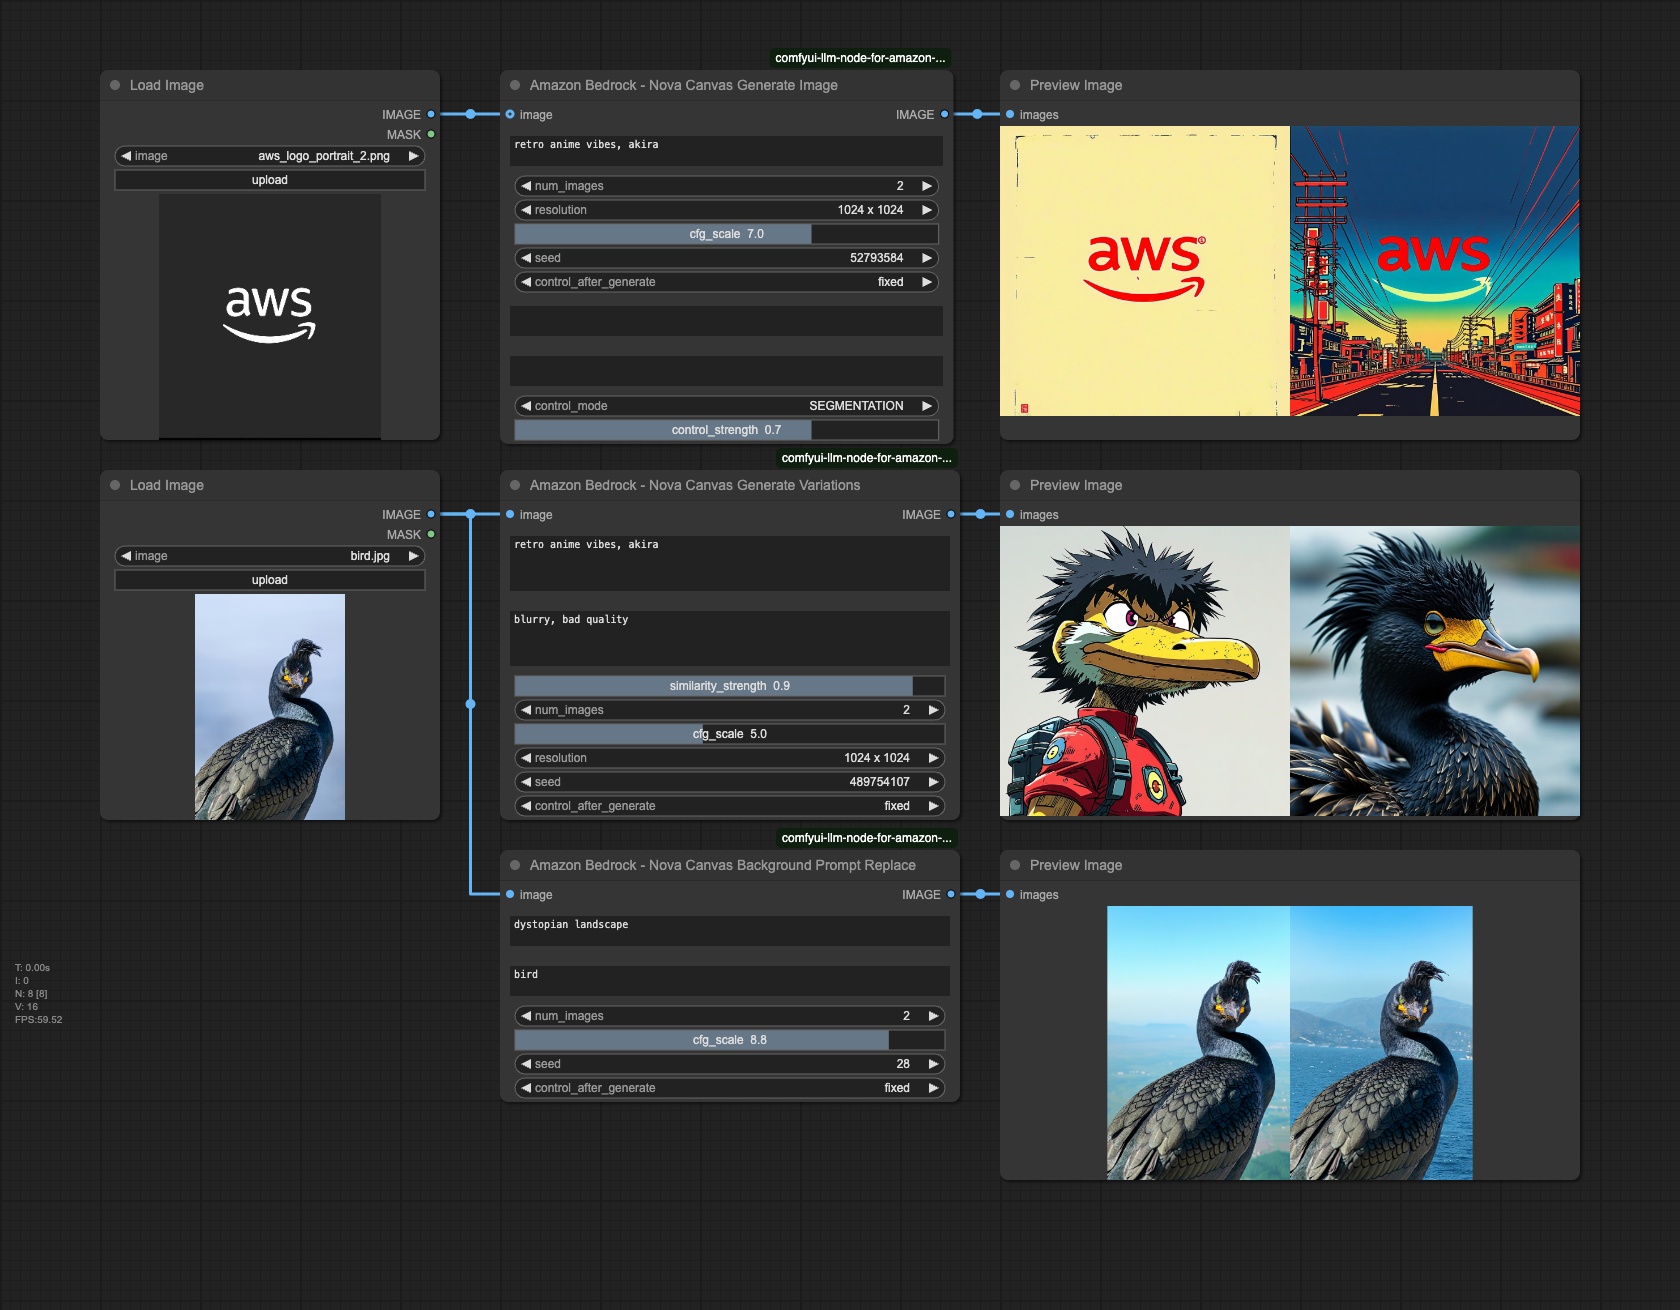 comfyui-llm-node-for-amazon-...
Load Image
IMAGE
MASK
image aws_logo_portrait_2.png
upload
aws
Amazon Bedrock - Nova Canvas Generate Image
image IMAGE
retro anime vibes, akira
num_images 2
resolution 1024 x 1024
cfg_scale 7.0
seed 52793584
control_after_generate fixed
control_mode SEGMENTATION
control_strength 0.7
Preview Image
images
aws®
aws
comfyui-llm-node-for-amazon-...
Load Image
IMAGE
MASK
image bird.jpg
upload
Amazon Bedrock - Nova Canvas Generate Variations
image IMAGE
retro anime vibes, akira
blurry, bad quality
similarity_strength 0.9
num_images 2
cfg_scale 5.0
resolution 1024 x 1024
seed 489754107
control_after_generate fixed
Preview Image
images
comfyui-llm-node-for-amazon-...
Amazon Bedrock - Nova Canvas Background Prompt Replace
image IMAGE
dystopian landscape
bird
num_images 2
cfg_scale 8.8
seed 28
control_after_generate fixed
Preview Image
images
T: 0.00s
I: 0
N: 8 [8]
V: 16
FPS:59.52